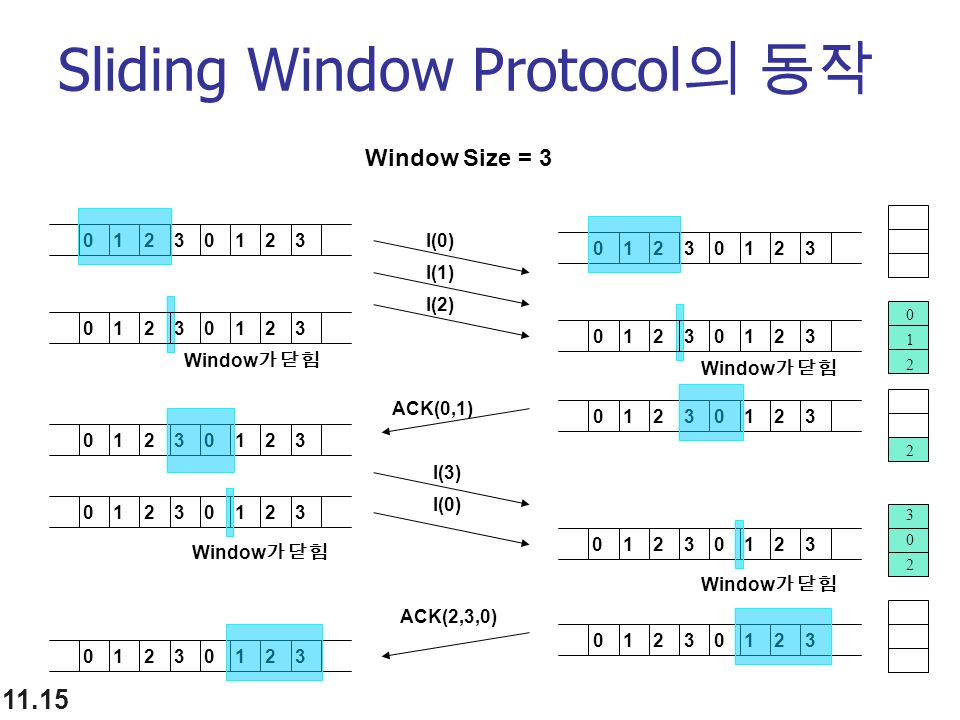 Sliding Window Protocol의 동작
Window Size = 3
0 1 2 3 0 1 2 3
I(0)
0 1 2 3 0 1 2 3
I(1)
I(2)
0 1 2 3 0 1 2 3
Window가 닫힘
0 1 2 3 0 1 2 3
Window가 닫힘
0
1
2
ACK(0,1)
0 1 2 3 0 1 2 3
2
0 1 2 3 0 1 2 3
I(3)
I(0)
0 1 2 3 0 1 2 3
Window가 닫힘
0 1 2 3 0 1 2 3
Window가 닫힘
3
0
2
ACK(2,3,0)
0 1 2 3 0 1 2 3
0 1 2 3 0 1 2 3
11.15